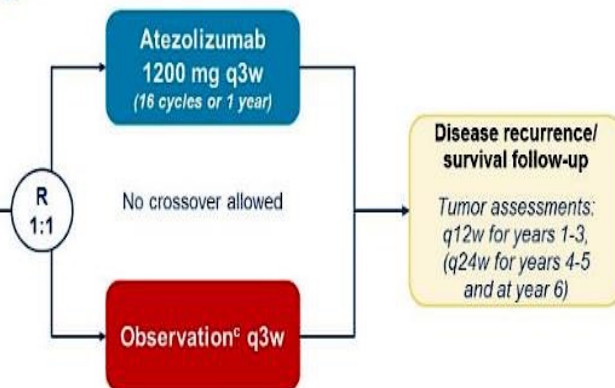 Atezolizumab
1200 mg q3w
(16 cycles or 1 year)
R
1:1
No crossover allowed
Observationᶜ q3w
Disease recurrence/
survival follow-up
Tumor assessments:
q12w for years 1-3,
(q24w for years 4-5
and at year 6)